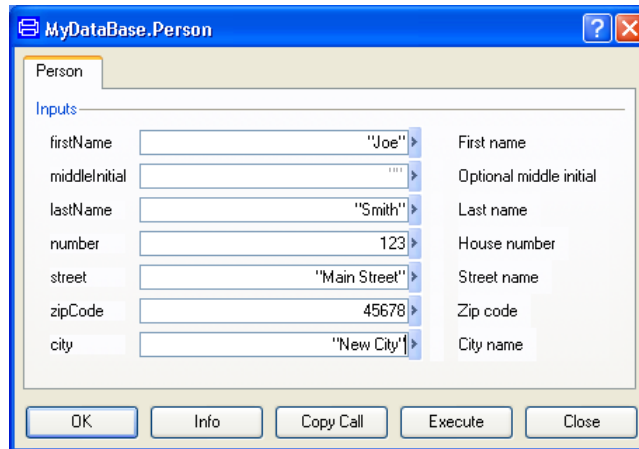 MyDataBase.Person
Person
Inputs
firstName "Joe" First name
middleInitial "" Optional middle initial
lastName "Smith" Last name
number 123 House number
street "Main Street" Street name
zipCode 45678 Zip code
city "New City" City name
OK Info Copy Call Execute Close